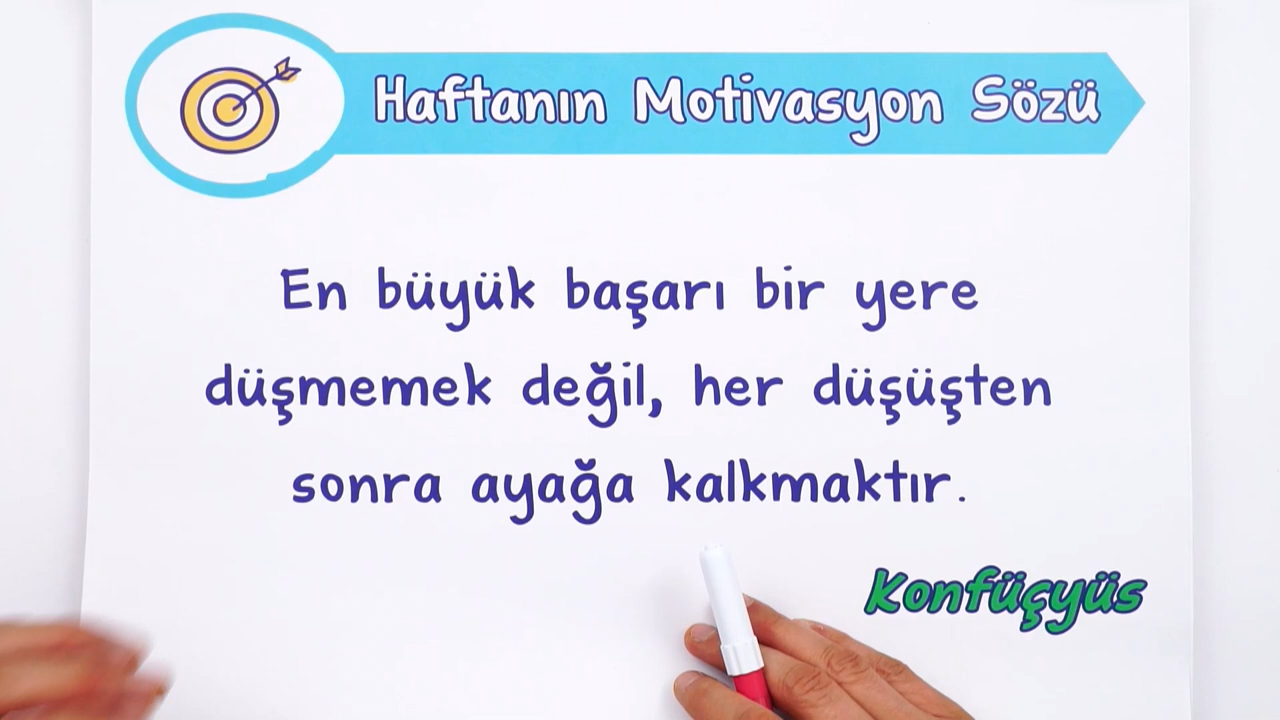 Haftanın Motivasyon Sözü
En büyük başarı bir yere
düşmemek değil, her düşüşten
sonra ayağa kalkmaktır.
Konfüçyüs